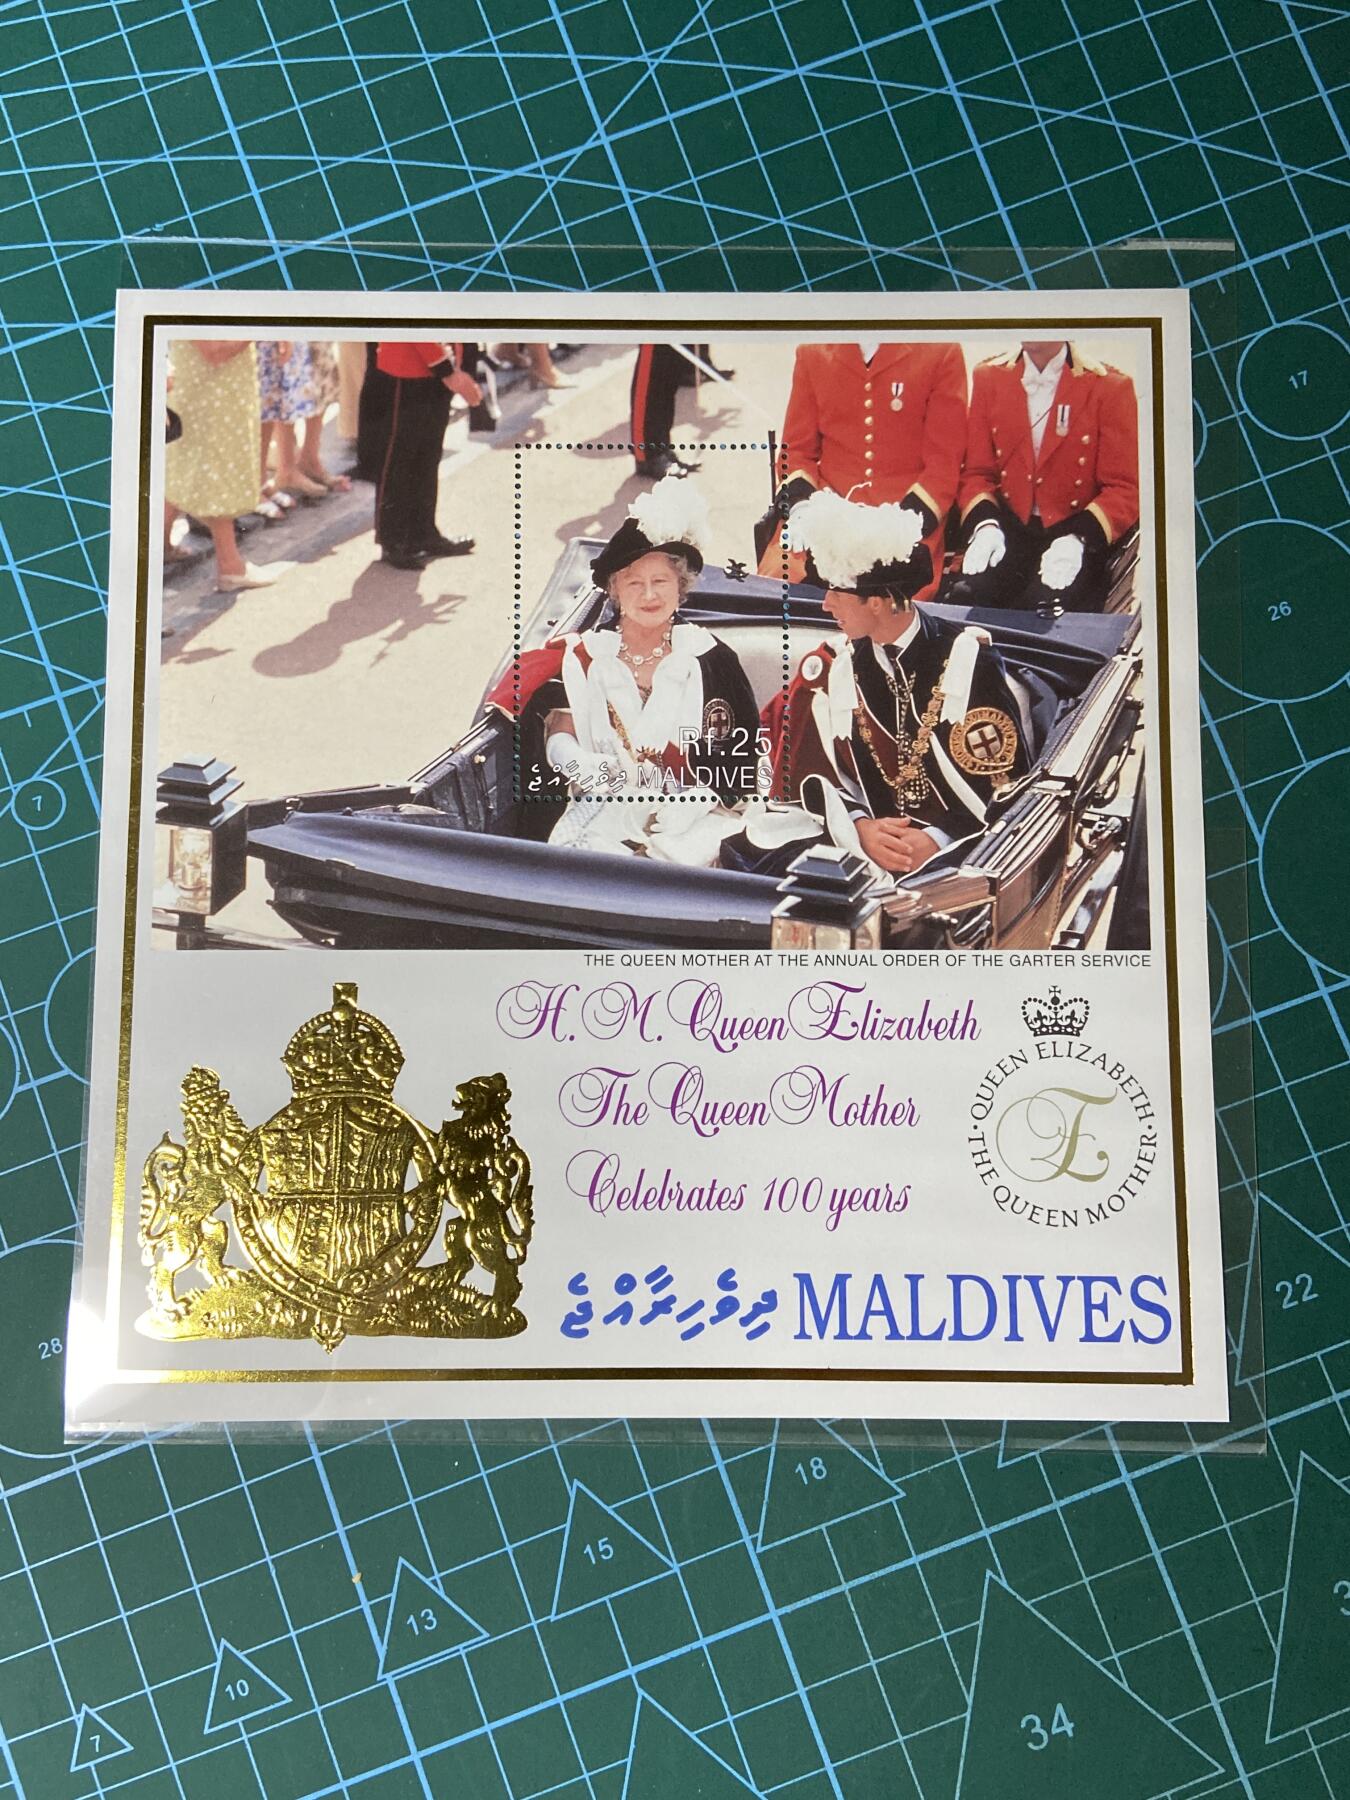 Rf.25
ދިވެހިރާއްޖެ MALDIVES
THE QUEEN MOTHER AT THE ANNUAL ORDER OF THE GARTER SERVICE
H. M. Queen Elizabeth
The Queen Mother
Celebrates 100 years
·QUEEN ELIZABETH·
THE QUEEN MOTHER
E
ދިވެހިރާއްޖެ MALDIVES
17
26
7
22
28
18
15
13
10
7
34